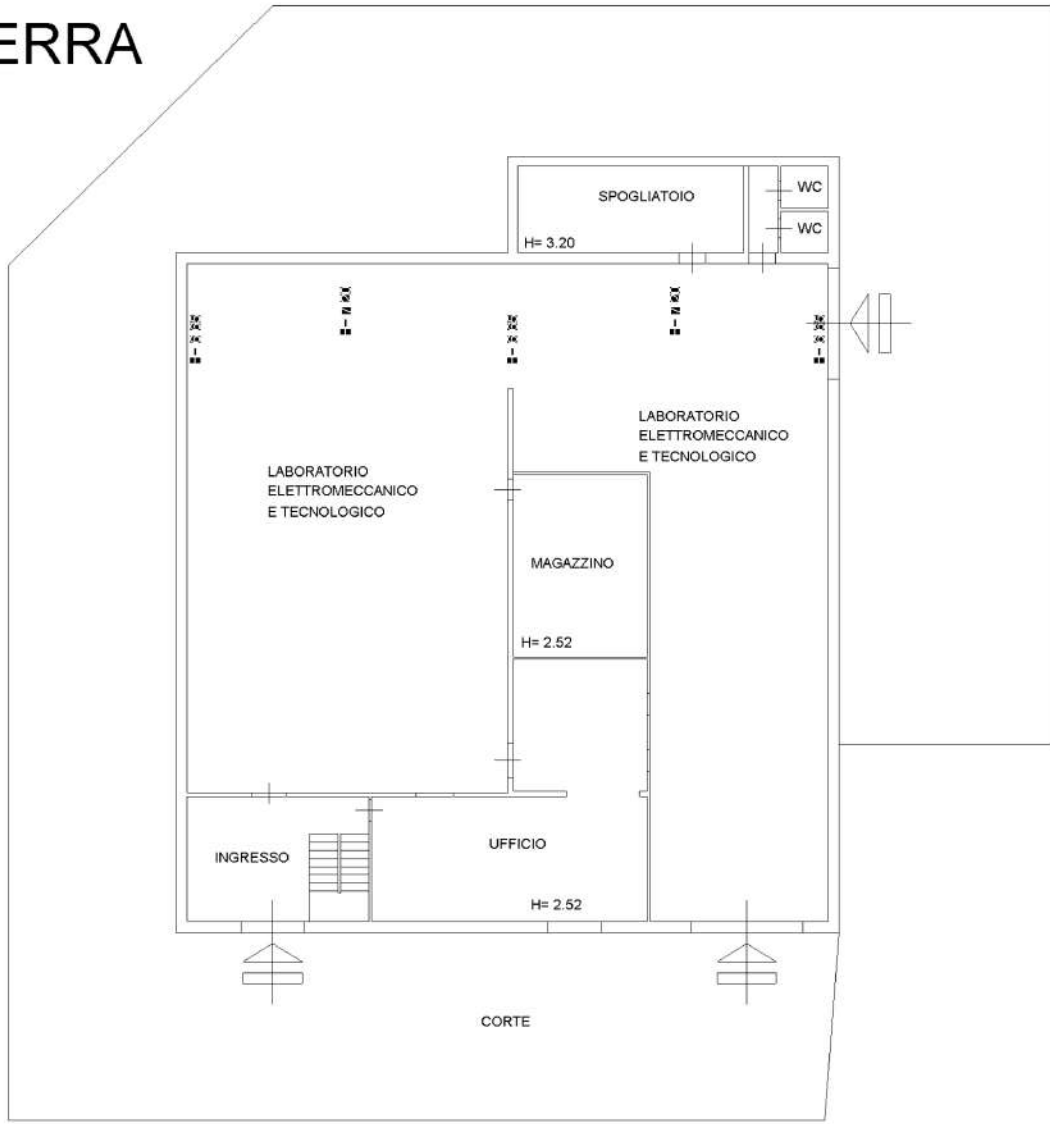 ERRA
SPOGLIATOIO
WC
WC
H= 3.20
LABORATORIO
ELETTROMECCANICO
E TECNOLOGICO
LABORATORIO
ELETTROMECCANICO
E TECNOLOGICO
MAGAZZINO
H= 2.52
UFFICIO
INGRESSO
H= 2.52
CORTE